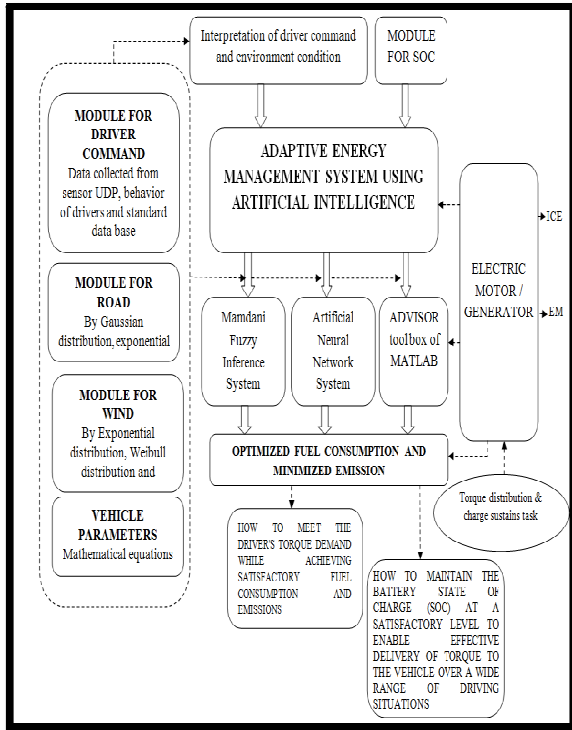 Interpretation of driver command
and environment condition
MODULE
FOR SOC
MODULE FOR
DRIVER
COMMAND
Data collected from
sensor UDP, behavior
of drivers and standard
data base
MODULE FOR
ROAD
By Gaussian
distribution, exponential
MODULE FOR
WIND
By Exponential
distribution, Weibull
distribution and
VEHICLE
PARAMETERS
Mathematical equations
ADAPTIVE ENERGY
MANAGEMENT SYSTEM USING
ARTIFICIAL INTELLIGENCE
Mamdani
Fuzzy
Inference
System
Artificial
Neural
Network
System
ADVISOR
toolbox of
MATLAB
ELECTRIC
MOTOR /
GENERATOR
ICE
EM
OPTIMIZED FUEL CONSUMPTION AND
MINIMIZED EMISSION
Torque distribution &
charge sustains task
HOW TO MEET THE
DRIVER'S TORQUE DEMAND
WHILE ACHIEVING
SATISFACTORY FUEL
CONSUMPTION AND
EMISSIONS
HOW TO MAINTAIN THE
BATTERY STATE OF
CHARGE (SOC) AT A
SATISFACTORY LEVEL TO
ENABLE EFFECTIVE
DELIVERY OF TORQUE TO
THE VEHICLE OVER A WIDE
RANGE OF DRIVING
SITUATIONS